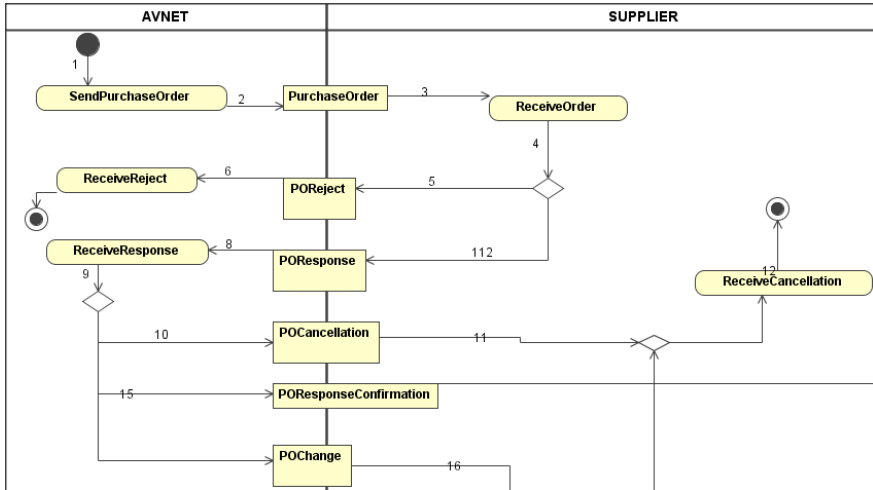 AVNET
SUPPLIER
1
SendPurchaseOrder
2
PurchaseOrder
3
ReceiveOrder
4
ReceiveReject
6
POReject
5
ReceiveResponse
8
POResponse
112
9
12
ReceiveCancellation
10
POCancellation
11
15
POResponseConfirmation
POChange
16